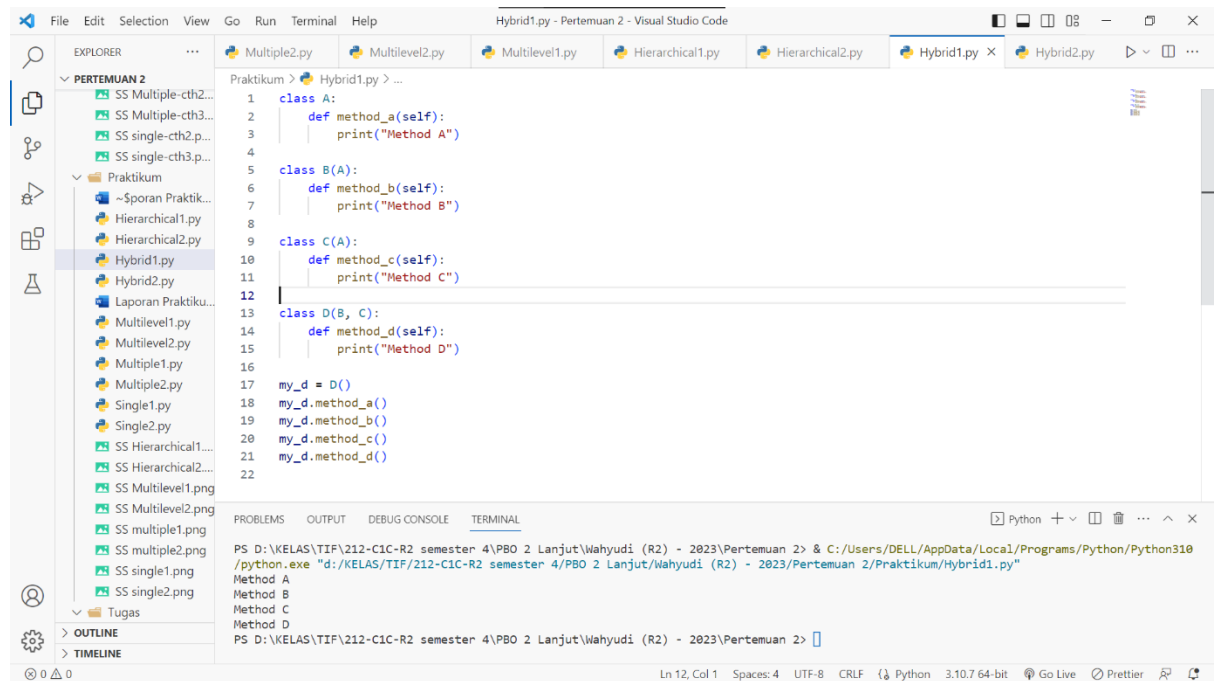 File Edit Selection View Go Run Terminal Help Hybrid1.py - Pertemuan 2 - Visual Studio Code
EXPLORER ...
Multiple2.py Multilevel2.py Multilevel1.py Hierarchical1.py Hierarchical2.py Hybrid1.py Hybrid2.py
PERTEMUAN 2
SS Multiple-cth2...
SS Multiple-cth3...
SS single-cth2.p...
SS single-cth3.p...
Praktikum
~$poran Praktik...
Hierarchical1.py
Hierarchical2.py
Hybrid1.py
Hybrid2.py
Laporan Praktiku...
Multilevel1.py
Multilevel2.py
Multiple1.py
Multiple2.py
Single1.py
Single2.py
SS Hierarchical1....
SS Hierarchical2....
SS Multilevel1.png
SS Multilevel2.png
SS multiple1.png
SS multiple2.png
SS single1.png
SS single2.png
Tugas
OUTLINE
TIMELINE
Praktikum > Hybrid1.py > ...
1 class A:
2     def method_a(self):
3         print("Method A")
4
5 class B(A):
6     def method_b(self):
7         print("Method B")
8
9 class C(A):
10     def method_c(self):
11         print("Method C")
12
13 class D(B, C):
14     def method_d(self):
15         print("Method D")
16
17 my_d = D()
18 my_d.method_a()
19 my_d.method_b()
20 my_d.method_c()
21 my_d.method_d()
22
PROBLEMS OUTPUT DEBUG CONSOLE TERMINAL Python
PS D:\KELAS\TIF\212-C1C-R2 semester 4\PBO 2 Lanjut\Wahyudi (R2) - 2023\Pertemuan 2> & C:/Users/DELL/AppData/Local/Programs/Python/Python310
/python.exe "d:/KELAS/TIF/212-C1C-R2 semester 4/PBO 2 Lanjut/Wahyudi (R2) - 2023/Pertemuan 2/Praktikum/Hybrid1.py"
Method A
Method B
Method C
Method D
PS D:\KELAS\TIF\212-C1C-R2 semester 4\PBO 2 Lanjut\Wahyudi (R2) - 2023\Pertemuan 2>
0 0 Ln 12, Col 1 Spaces: 4 UTF-8 CRLF Python 3.10.7 64-bit Go Live Prettier